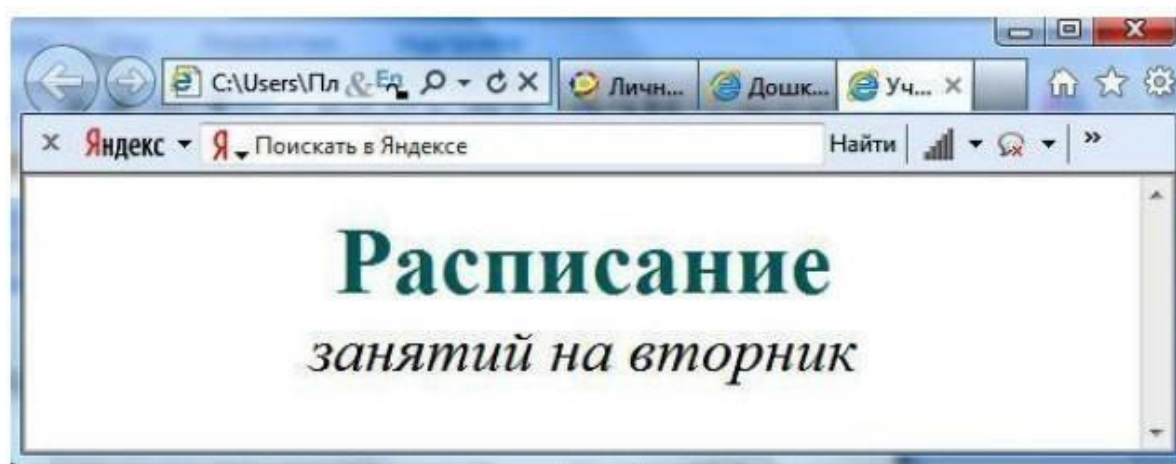 C:\Users\Пл Личн... Дошк... Уч...
Яндекс Я Поискать в Яндексе Найти »
Расписание
занятий на вторник